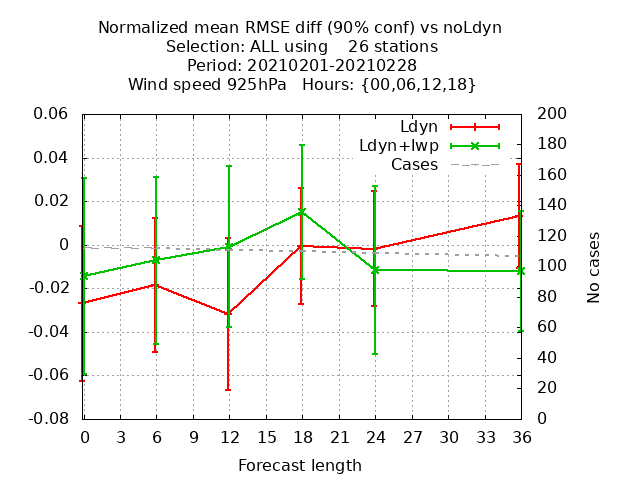 Normalized mean RMSE diff (90% conf) vs noLdyn
Selection: ALL using    26 stations
Period: 20210201-20210228
Wind speed 925hPa   Hours: {00,06,12,18}
0.06
0.04
0.02
0
-0.02
-0.04
-0.06
-0.08
Ldyn
Ldyn+lwp
Cases
200
180
160
140
120
100
80
60
40
20
0
No cases
0 3 6 9 12 15 18 21 24 27 30 33 36
Forecast length